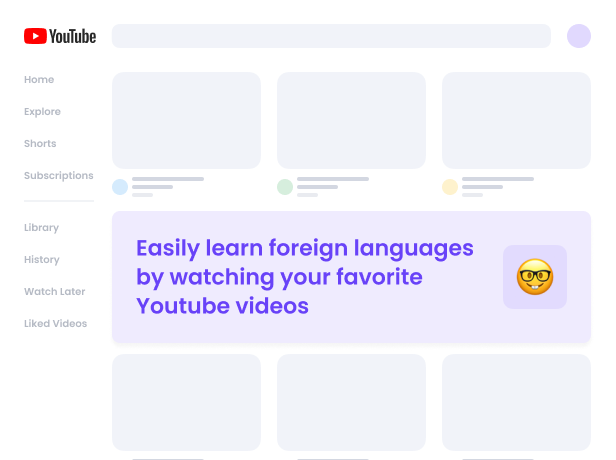 YouTube
Home
Explore
Shorts
Subscriptions
Library
History
Watch Later
Liked Videos
Easily learn foreign languages
by watching your favorite
Youtube videos